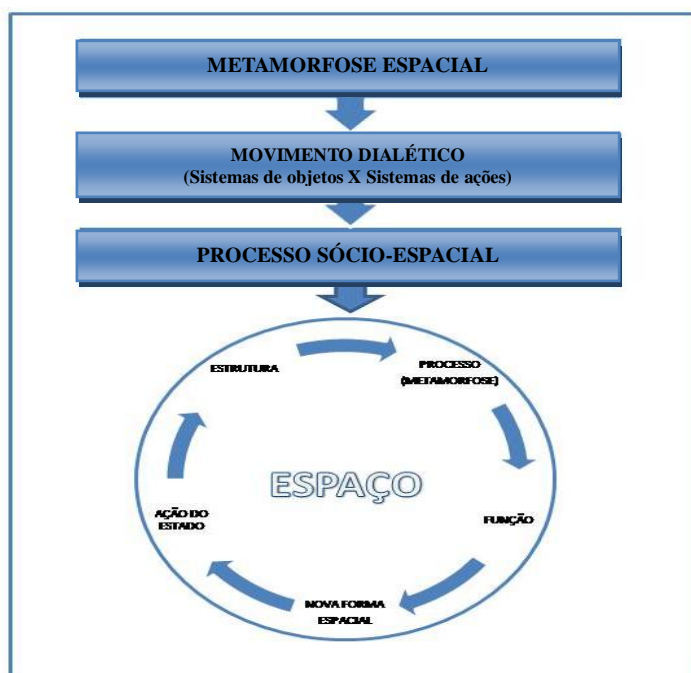 METAMORFOSE ESPACIAL
MOVIMENTO DIALÉTICO
(Sistemas de objetos X Sistemas de ações)
PROCESSO SÓCIO-ESPACIAL
ESTRUTURA
PROCESSO
(METAMORFOSE)
ESPAÇO
AÇÃO DO
ESTADO
FUNÇÃO
NOVA FORMA
ESPACIAL